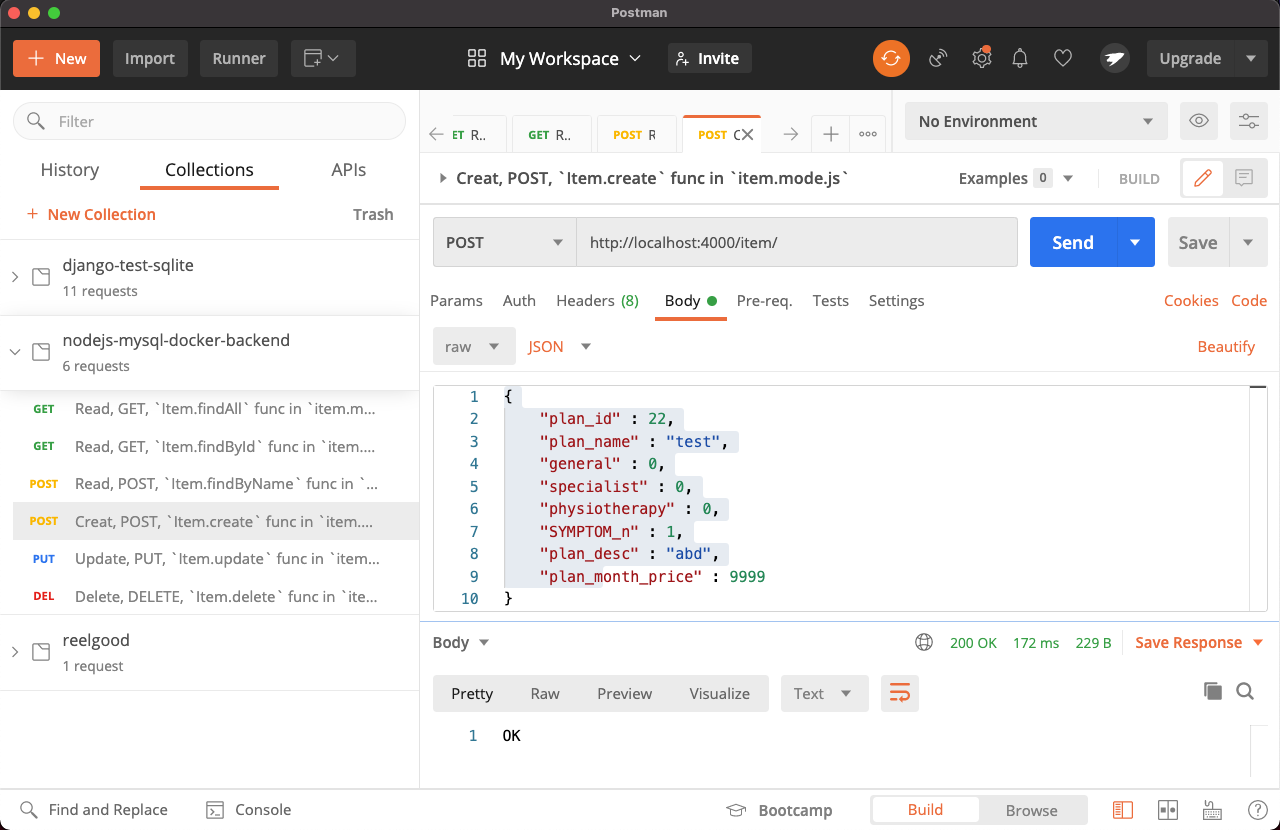 Postman
New Import Runner My Workspace Invite Upgrade
Filter
History Collections APIs
+ New Collection Trash
django-test-sqlite
11 requests
nodejs-mysql-docker-backend
6 requests
GET Read, GET, `Item.findAll` func in `item.m...
GET Read, GET, `Item.findById` func in `item....
POST Read, POST, `Item.findByName` func in `...
POST Creat, POST, `Item.create` func in `item....
PUT Update, PUT, `Item.update` func in `item...
DEL Delete, DELETE, `Item.delete` func in `ite...
reelgood
1 request
ET R.. GET R.. POST R POST C No Environment
Creat, POST, `Item.create` func in `item.mode.js` Examples 0 BUILD
POST http://localhost:4000/item/ Send Save
Params Auth Headers (8) Body Pre-req. Tests Settings Cookies Code
raw JSON Beautify
1 {
2 "plan_id" : 22,
3 "plan_name" : "test",
4 "general" : 0,
5 "specialist" : 0,
6 "physiotherapy" : 0,
7 "SYMPTOM_n" : 1,
8 "plan_desc" : "abd",
9 "plan_month_price" : 9999
10 }
Body 200 OK 172 ms 229 B Save Response
Pretty Raw Preview Visualize Text
1 OK
Find and Replace Console Bootcamp Build Browse